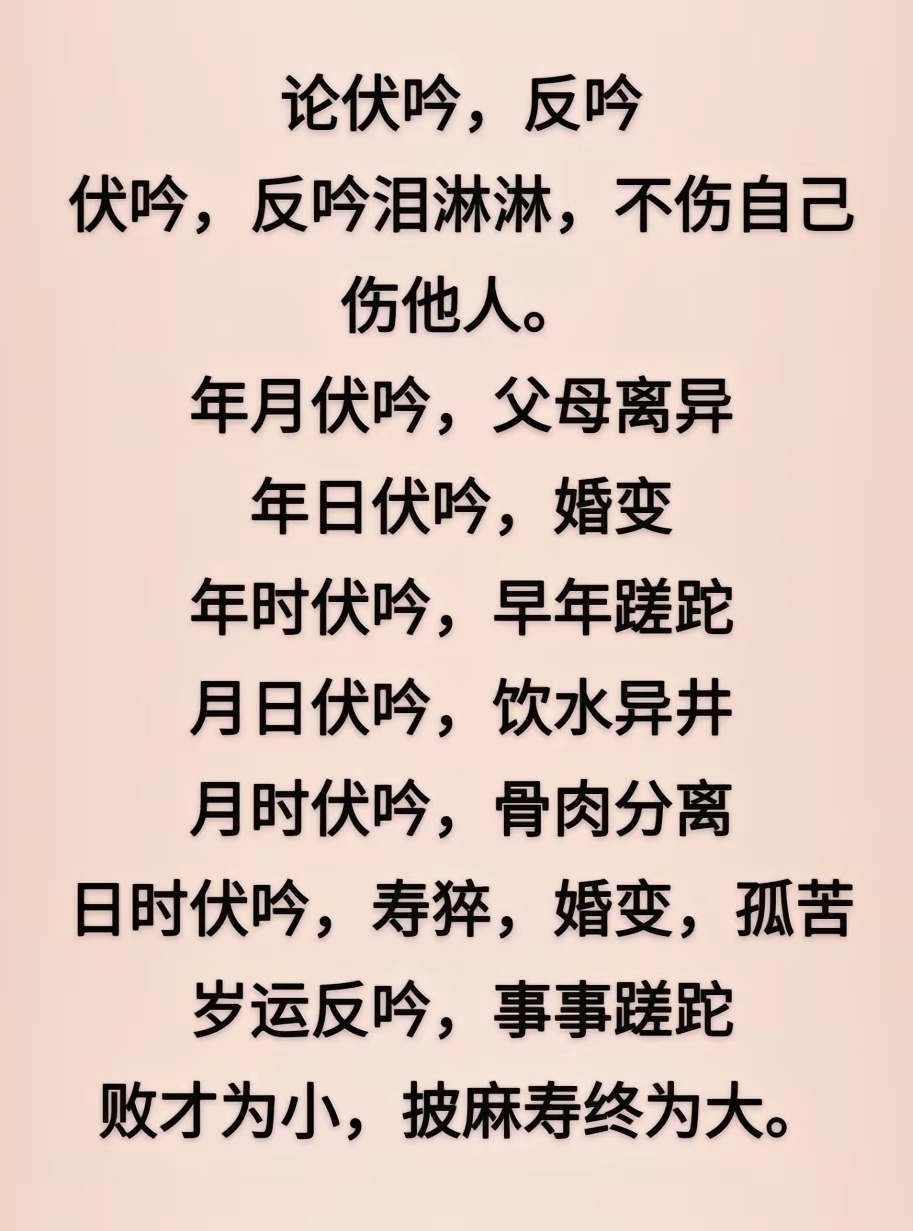 论伏吟，反吟
伏吟，反吟泪淋淋，不伤自己
伤他人。
年月伏吟，父母离异
年日伏吟，婚变
年时伏吟，早年蹉跎
月日伏吟，饮水异井
月时伏吟，骨肉分离
日时伏吟，寿猝，婚变，孤苦
岁运反吟，事事蹉跎
败才为小，披麻寿终为大。